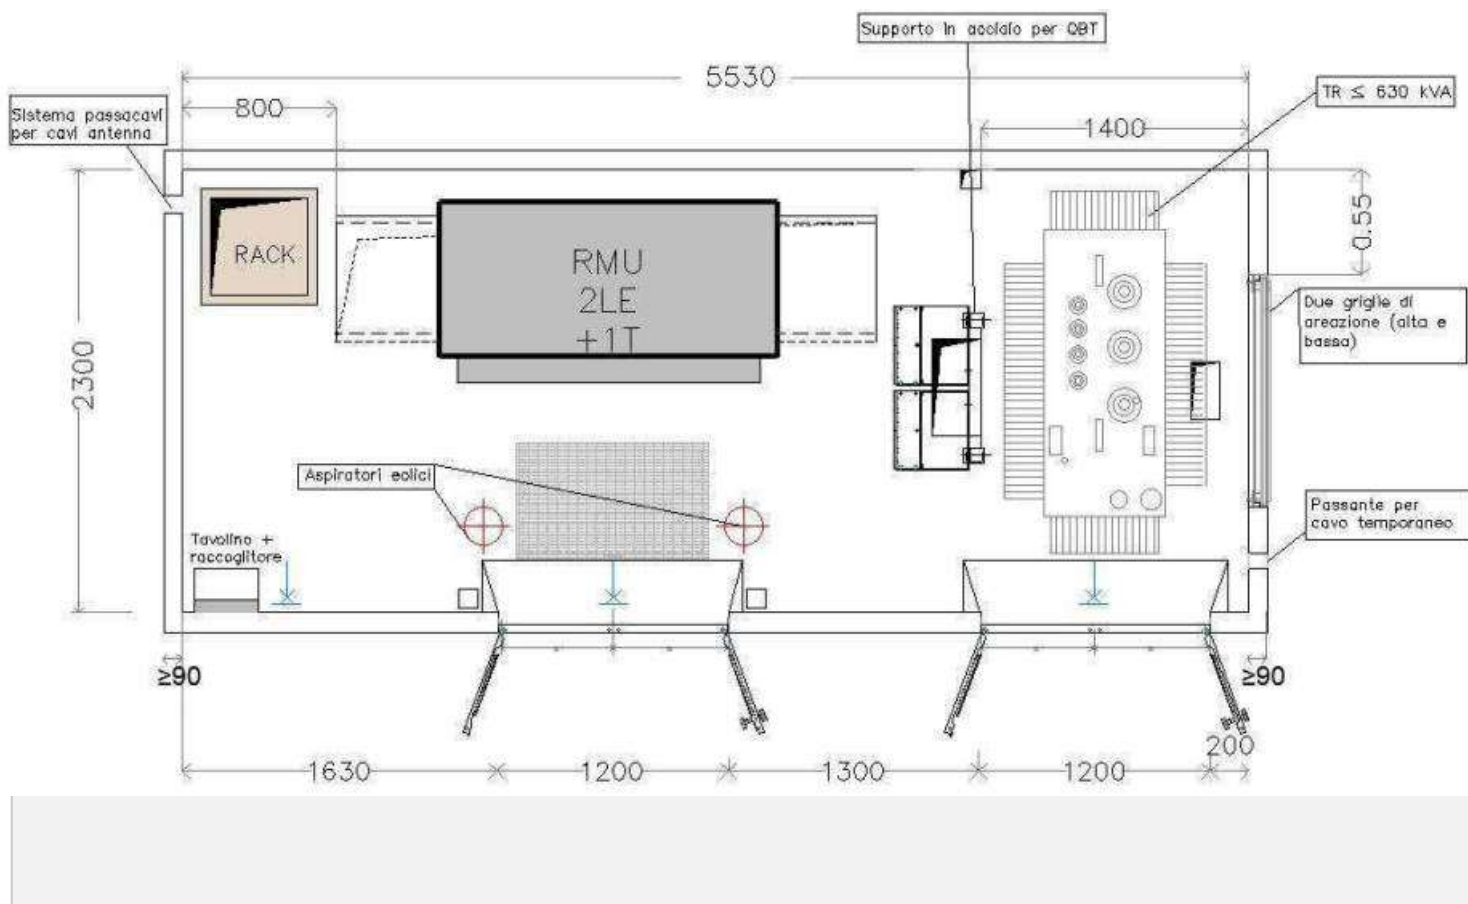 Supporto in acciaio per QBT
5530
TR ≤ 630 kVA
800
Sistema passacavi
per cavi antenna
1400
0.55
RACK
RMU
2LE
+1T
Due griglie di
areazione (alta e
bassa)
2300
Aspiratori eolici
Passante per
cavo temporaneo
Tavolino +
raccoglitore
≥90
≥90
200
1630
1200
1300
1200